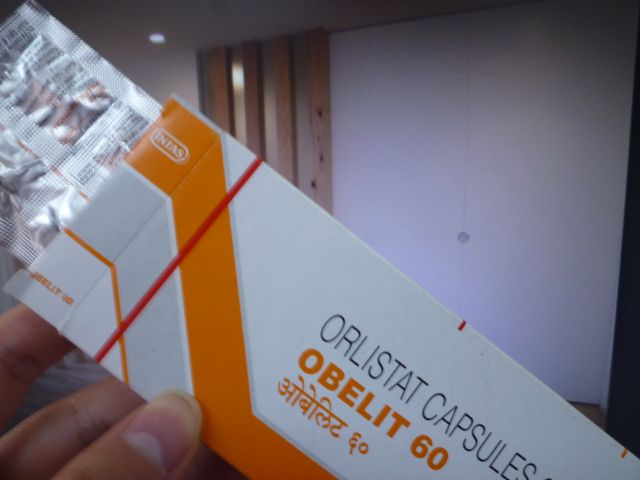 INTAS
OBELIT 60
ORLISTAT CAPSULES
OBELIT 60
ओबेलिट ६०